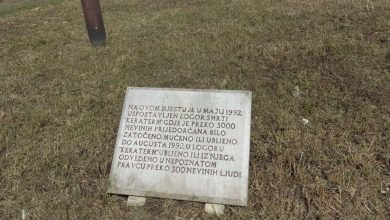 NA OVOM MJESTU JE U MAJU 1992
USPOSTAVLJEN LOGOR SMRTI
"KERATERM" GDJE JE PREKO 3000
NEVINIH PRIJEDORČANA BILO
ZATOČENO, MUČENO ILI UBIJENO.
DO AUGUSTA 1992. U LOGORU
"KERATERM" UBIJENO ILI IZ NJEGA
ODVEDENO U NEPOZNATOM
PRAVCU PREKO 300 NEVINIH LJUDI